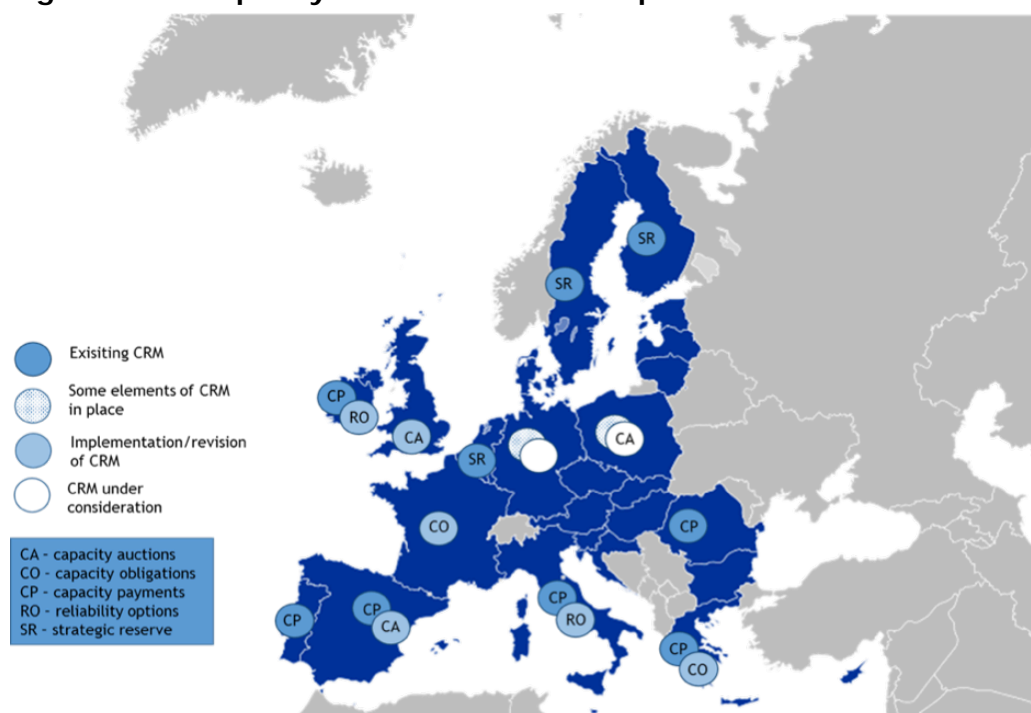 SR
SR
Exisiting CRM
Some elements of CRM
in place
Implementation/revision
of CRM
CRM under
consideration
CP
RO
CA
SR
CA
CO
CP
CP
CP
CA
CP
RO
CP
CO
CA - capacity auctions
CO - capacity obligations
CP - capacity payments
RO - reliability options
SR - strategic reserve